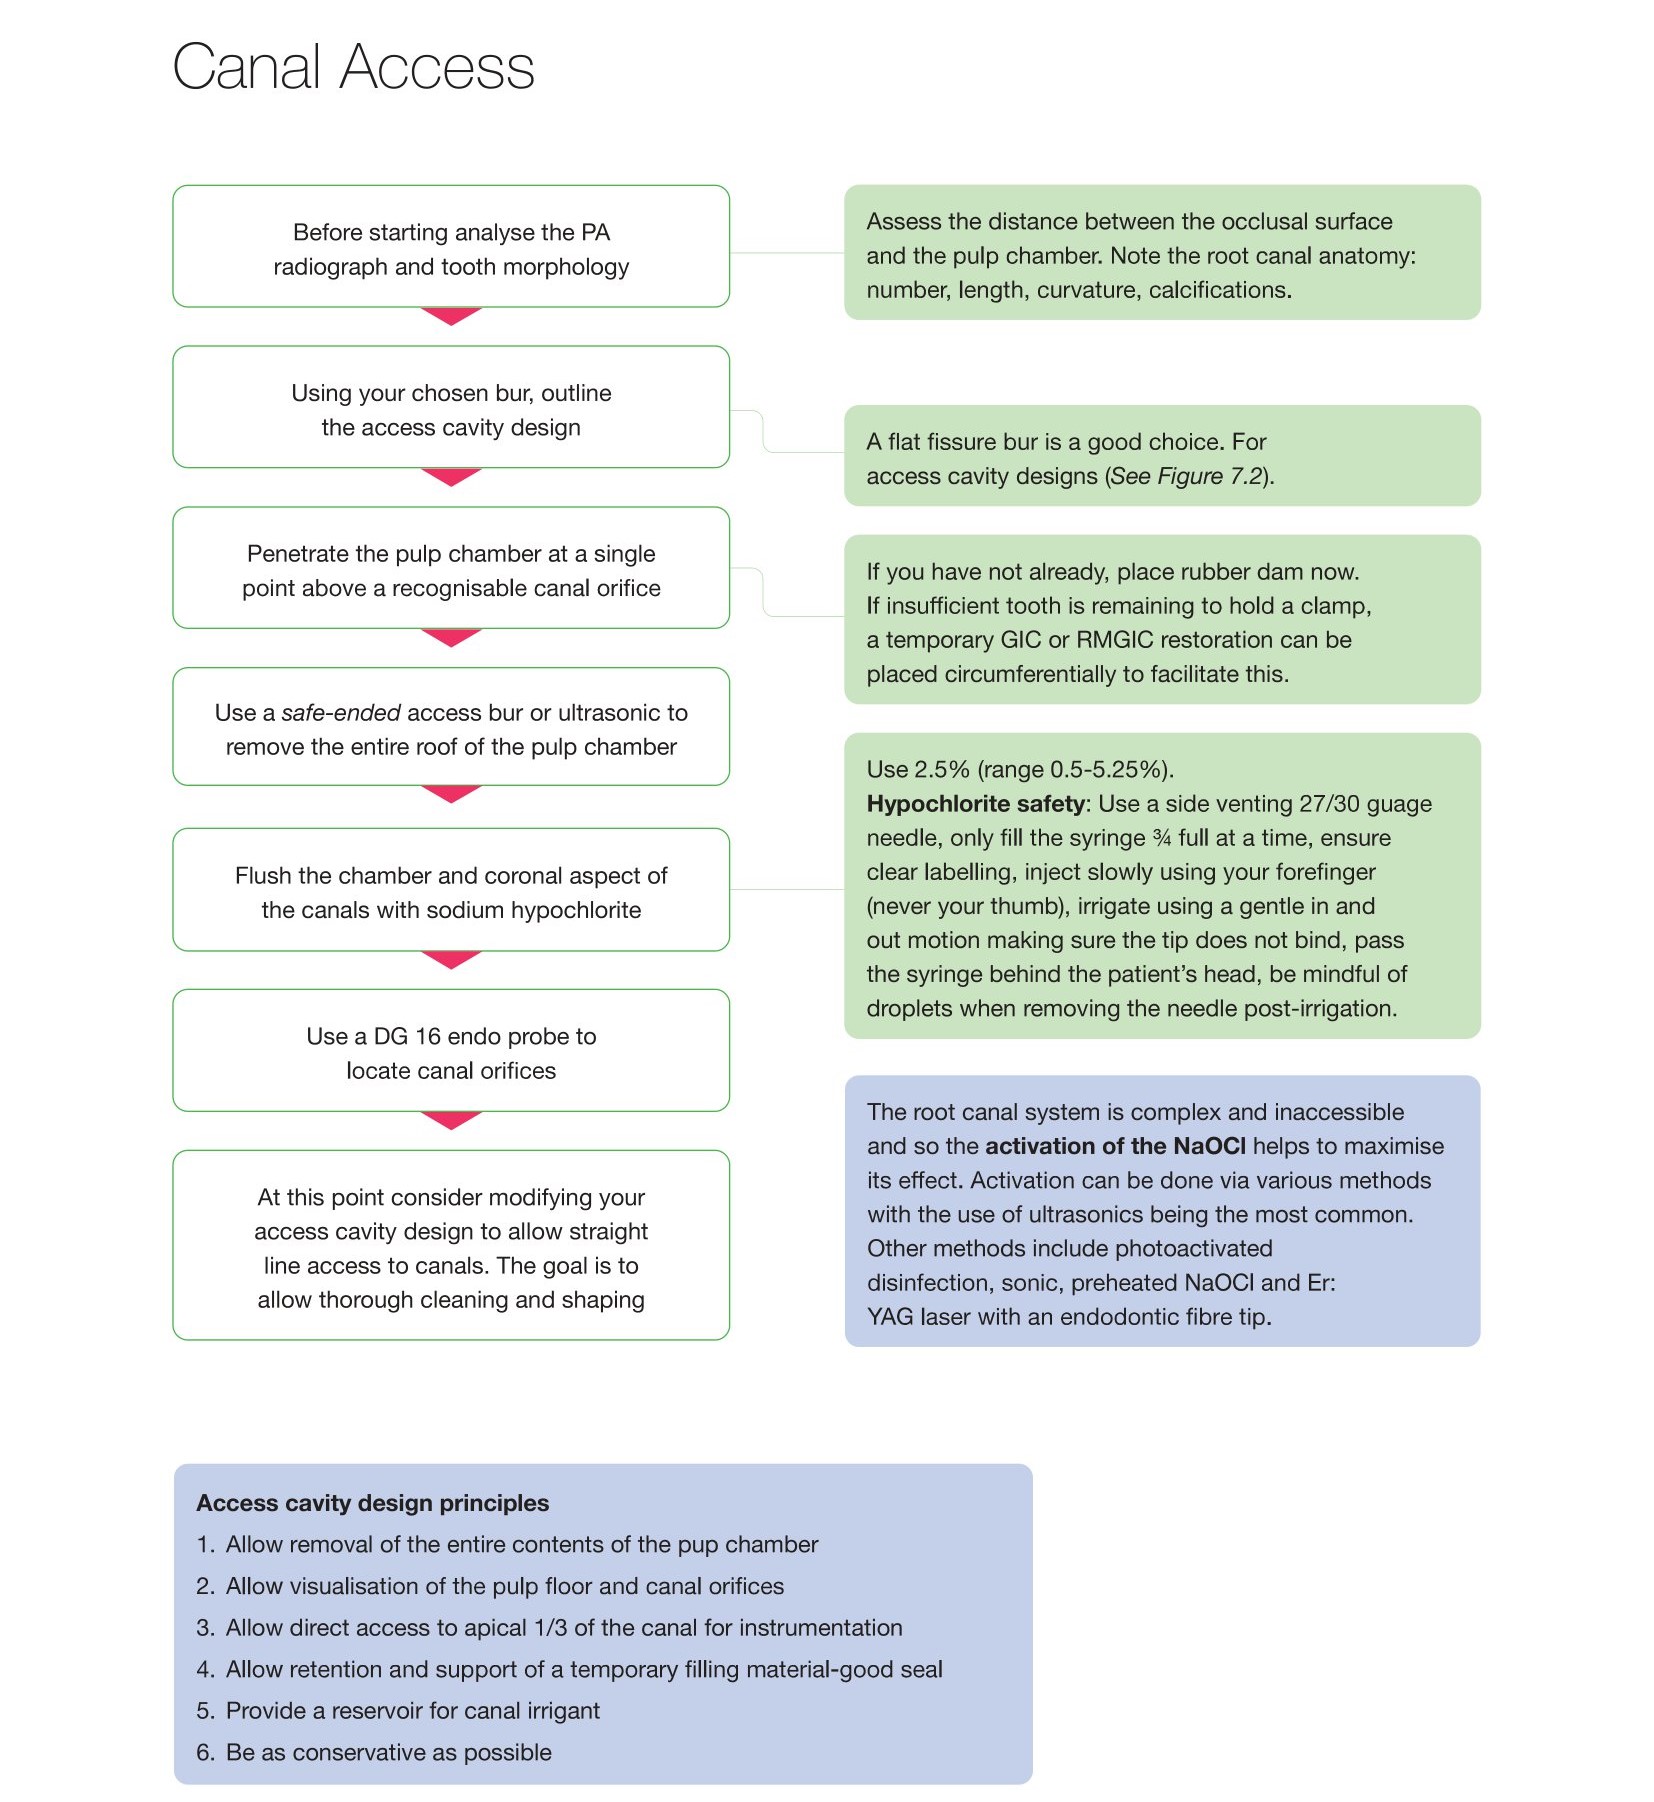 Canal Access
Before starting analyse the PA
radiograph and tooth morphology
Assess the distance between the occlusal surface
and the pulp chamber. Note the root canal anatomy:
number, length, curvature, calcifications.
Using your chosen bur, outline
the access cavity design
A flat fissure bur is a good choice. For
access cavity designs (See Figure 7.2).
Penetrate the pulp chamber at a single
point above a recognisable canal orifice
If you have not already, place rubber dam now.
If insufficient tooth is remaining to hold a clamp,
a temporary GIC or RMGIC restoration can be
placed circumferentially to facilitate this.
Use a safe-ended access bur or ultrasonic to
remove the entire roof of the pulp chamber
Flush the chamber and coronal aspect of
the canals with sodium hypochlorite
Use 2.5% (range 0.5-5.25%).
Hypochlorite safety: Use a side venting 27/30 guage
needle, only fill the syringe ¾ full at a time, ensure
clear labelling, inject slowly using your forefinger
(never your thumb), irrigate using a gentle in and
out motion making sure the tip does not bind, pass
the syringe behind the patient's head, be mindful of
droplets when removing the needle post-irrigation.
Use a DG 16 endo probe to
locate canal orifices
At this point consider modifying your
access cavity design to allow straight
line access to canals. The goal is to
allow thorough cleaning and shaping
The root canal system is complex and inaccessible
and so the activation of the NaOCl helps to maximise
its effect. Activation can be done via various methods
with the use of ultrasonics being the most common.
Other methods include photoactivated
disinfection, sonic, preheated NaOCl and Er:
YAG laser with an endodontic fibre tip.
Access cavity design principles
1. Allow removal of the entire contents of the pup chamber
2. Allow visualisation of the pulp floor and canal orifices
3. Allow direct access to apical 1/3 of the canal for instrumentation
4. Allow retention and support of a temporary filling material-good seal
5. Provide a reservoir for canal irrigant
6. Be as conservative as possible